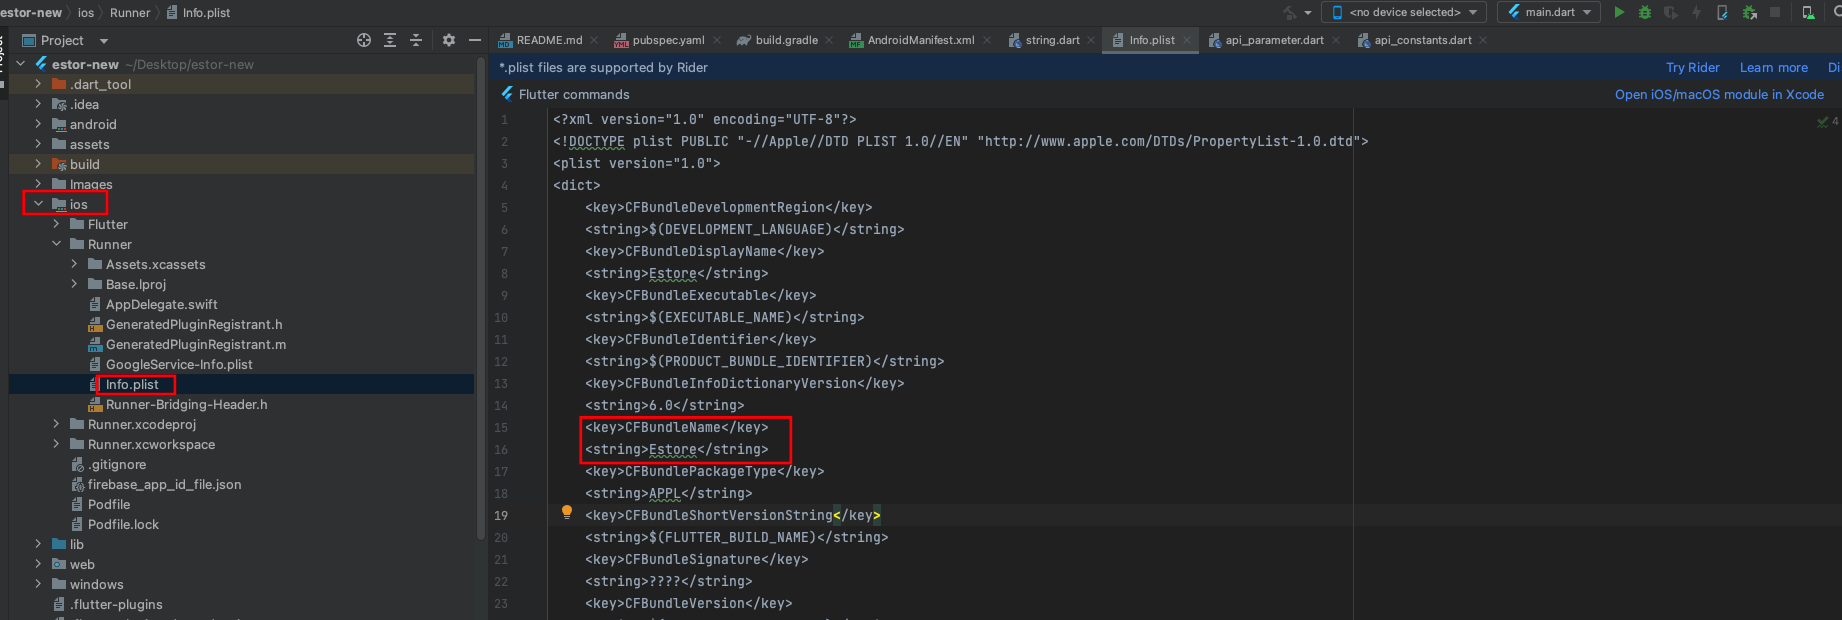 estor-new ios Runner Info.plist
<no device selected> main.dart
Project
README.md pubspec.yaml build.gradle AndroidManifest.xml string.dart Info.plist api_parameter.dart api_constants.dart
estor-new ~/Desktop/estor-new
.dart_tool
.idea
android
assets
build
Images
ios
Flutter
Runner
Assets.xcassets
Base.lproj
AppDelegate.swift
GeneratedPluginRegistrant.h
GeneratedPluginRegistrant.m
GoogleService-Info.plist
Info.plist
Runner-Bridging-Header.h
Runner.xcodeproj
Runner.xcworkspace
.gitignore
firebase_app_id_file.json
Podfile
Podfile.lock
lib
web
windows
.flutter-plugins
*.plist files are supported by Rider Try Rider Learn more Di
Flutter commands Open iOS/macOS module in Xcode
4
1 <?xml version="1.0" encoding="UTF-8"?>
2 <!DOCTYPE plist PUBLIC "-//Apple//DTD PLIST 1.0//EN" "http://www.apple.com/DTDs/PropertyList-1.0.dtd">
3 <plist version="1.0">
4 <dict>
5 <key>CFBundleDevelopmentRegion</key>
6 <string>$(DEVELOPMENT_LANGUAGE)</string>
7 <key>CFBundleDisplayName</key>
8 <string>Estore</string>
9 <key>CFBundleExecutable</key>
10 <string>$(EXECUTABLE_NAME)</string>
11 <key>CFBundleIdentifier</key>
12 <string>$(PRODUCT_BUNDLE_IDENTIFIER)</string>
13 <key>CFBundleInfoDictionaryVersion</key>
14 <string>6.0</string>
15 <key>CFBundleName</key>
16 <string>Estore</string>
17 <key>CFBundlePackageType</key>
18 <string>APPL</string>
19 <key>CFBundleShortVersionString</key>
20 <string>$(FLUTTER_BUILD_NAME)</string>
21 <key>CFBundleSignature</key>
22 <string>????</string>
23 <key>CFBundleVersion</key>